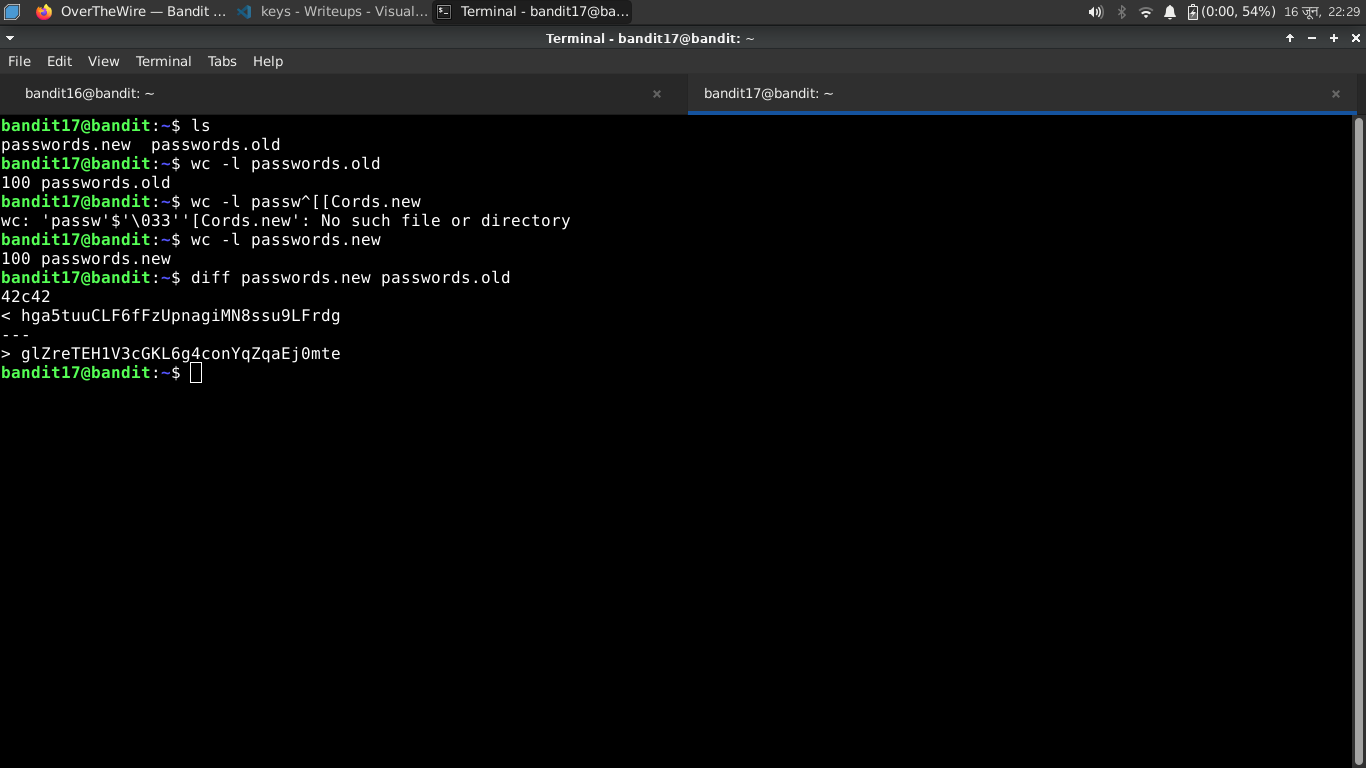 OverTheWire — Bandit ...
keys - Writeups - Visual...
Terminal - bandit17@ba...
(0:00, 54%)
16 जून, 22:29
Terminal - bandit17@bandit: ~
File Edit View Terminal Tabs Help
bandit16@bandit: ~
bandit17@bandit: ~
bandit17@bandit:~$ ls
passwords.new  passwords.old
bandit17@bandit:~$ wc -l passwords.old
100 passwords.old
bandit17@bandit:~$ wc -l passw^[[Cords.new
wc: 'passw'$'\033''[Cords.new': No such file or directory
bandit17@bandit:~$ wc -l passwords.new
100 passwords.new
bandit17@bandit:~$ diff passwords.new passwords.old
42c42
< hga5tuuCLF6fFzUpnagiMN8ssu9LFrdg
---
> glZreTEH1V3cGKL6g4conYqZqaEj0mte
bandit17@bandit:~$